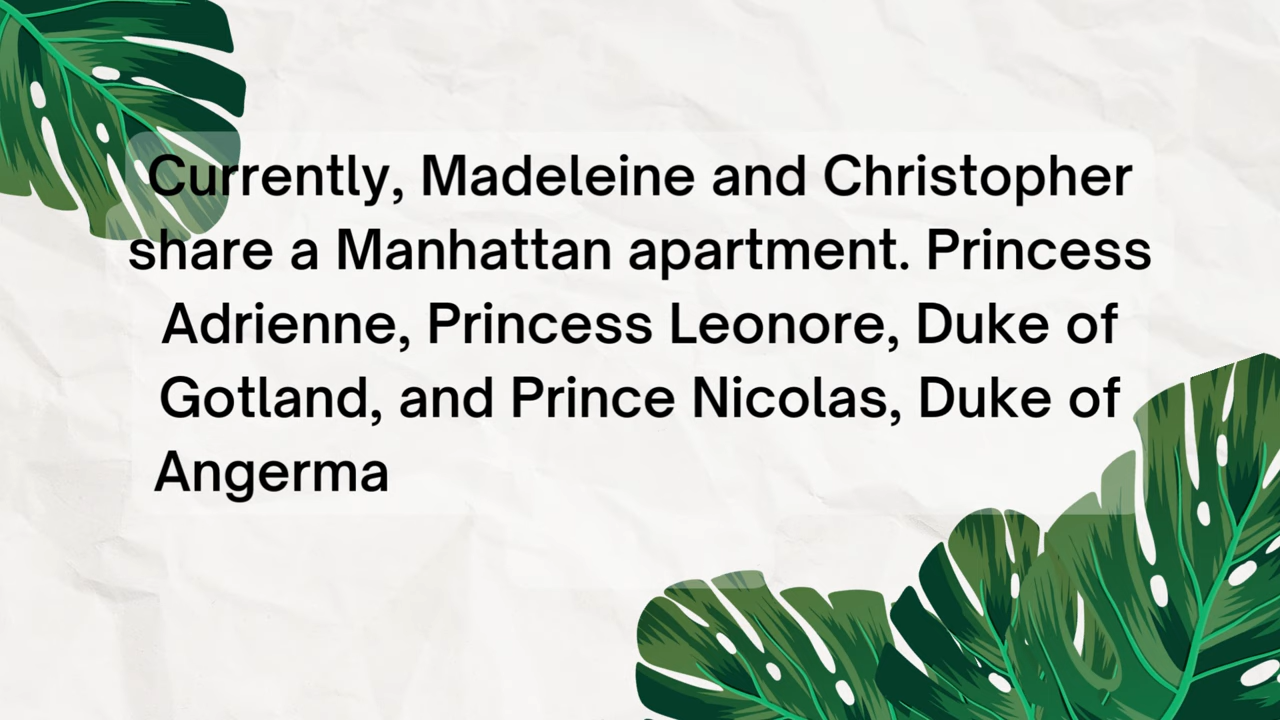 Currently, Madeleine and Christopher
share a Manhattan apartment. Princess
Adrienne, Princess Leonore, Duke of
Gotland, and Prince Nicolas, Duke of
Angerma